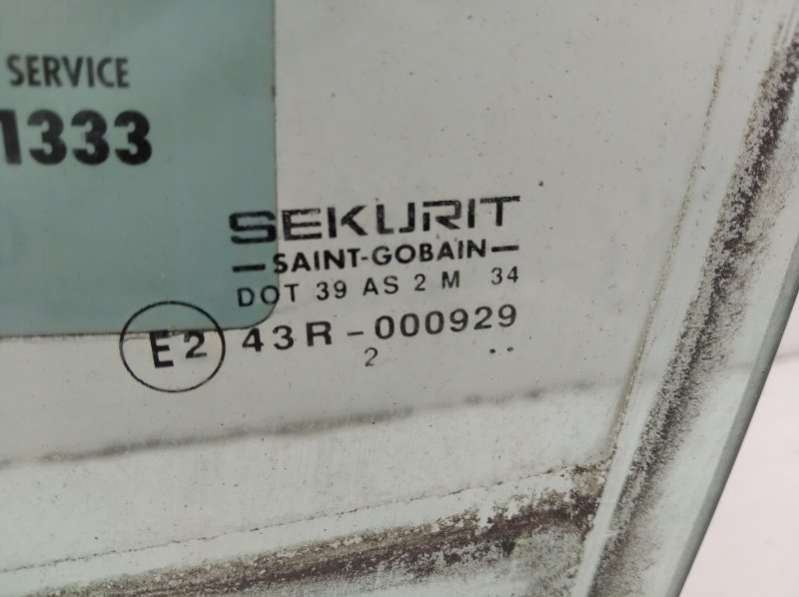 SERVICE
1333
SEKURIT
—SAINT-GOBAIN—
DOT 39 AS 2 M 34
E2 43R-000929
2 ..